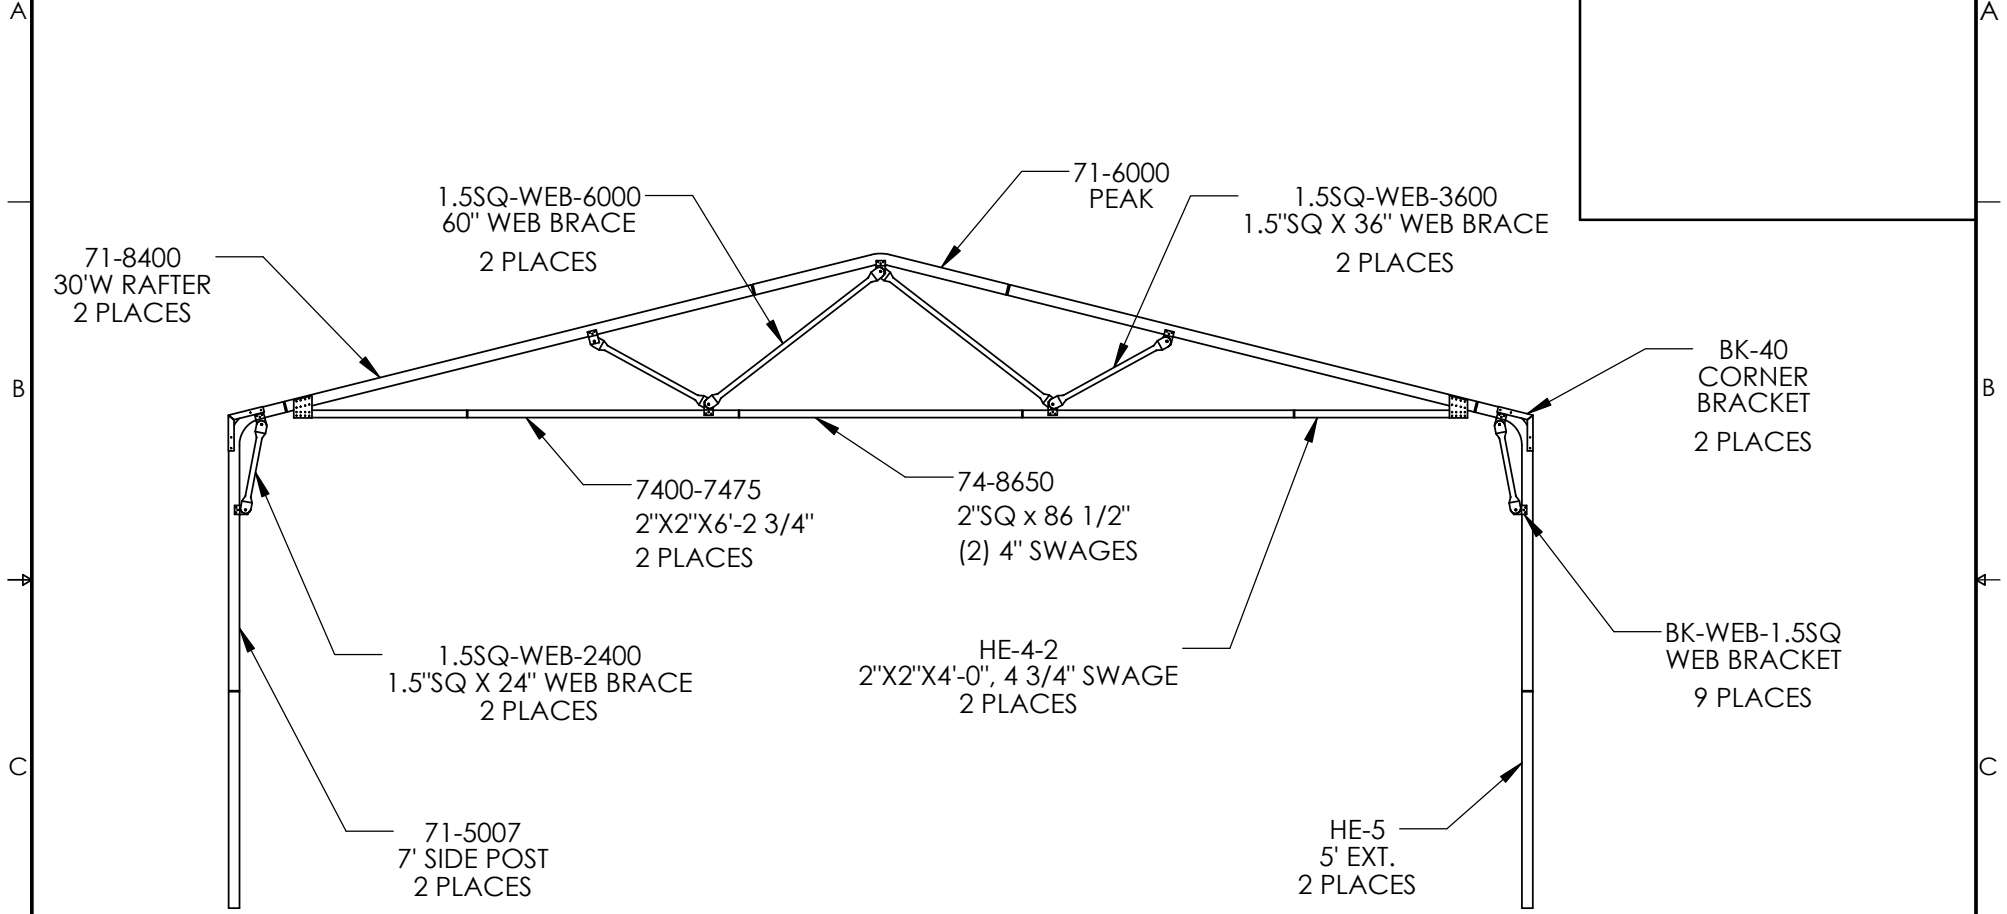 A
A
1.5SQ-WEB-6000
60" WEB BRACE
2 PLACES
71-6000
PEAK
1.5SQ-WEB-3600
1.5"SQ X 36" WEB BRACE
2 PLACES
71-8400
30'W RAFTER
2 PLACES
B
B
BK-40
CORNER
BRACKET
2 PLACES
7400-7475
2"X2"X6'-2 3/4"
2 PLACES
74-8650
2"SQ x 86 1/2"
(2) 4" SWAGES
1.5SQ-WEB-2400
1.5"SQ X 24" WEB BRACE
2 PLACES
HE-4-2
2"X2"X4'-0", 4 3/4" SWAGE
2 PLACES
BK-WEB-1.5SQ
WEB BRACKET
9 PLACES
C
C
71-5007
7' SIDE POST
2 PLACES
HE-5
5' EXT.
2 PLACES